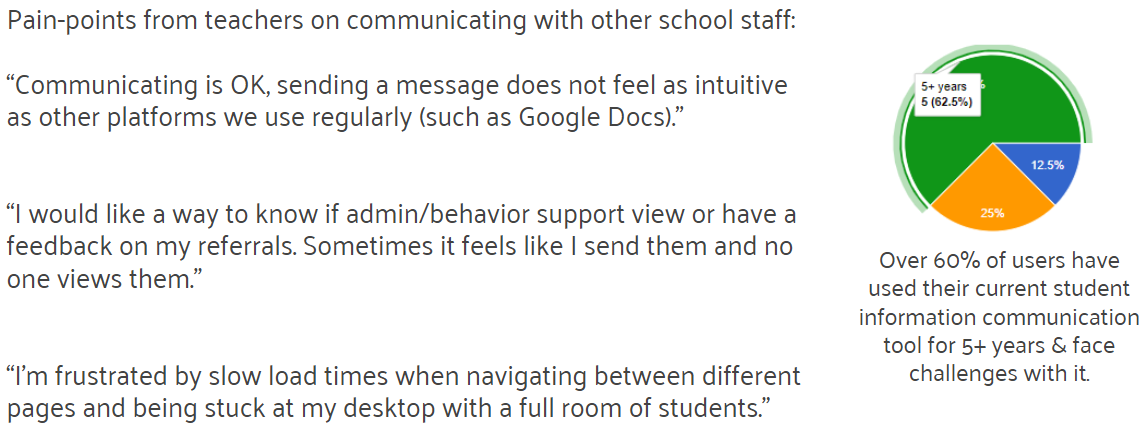 Pain-points from teachers on communicating with other school staff:
“Communicating is OK, sending a message does not feel as intuitive
as other platforms we use regularly (such as Google Docs).”
“I would like a way to know if admin/behavior support view or have a
feedback on my referrals. Sometimes it feels like I send them and no
one views them.”
“I’m frustrated by slow load times when navigating between different
pages and being stuck at my desktop with a full room of students.”
5+ years
5 (62.5%)
%
12.5%
25%
Over 60% of users have
used their current student
information communication
tool for 5+ years & face
challenges with it.